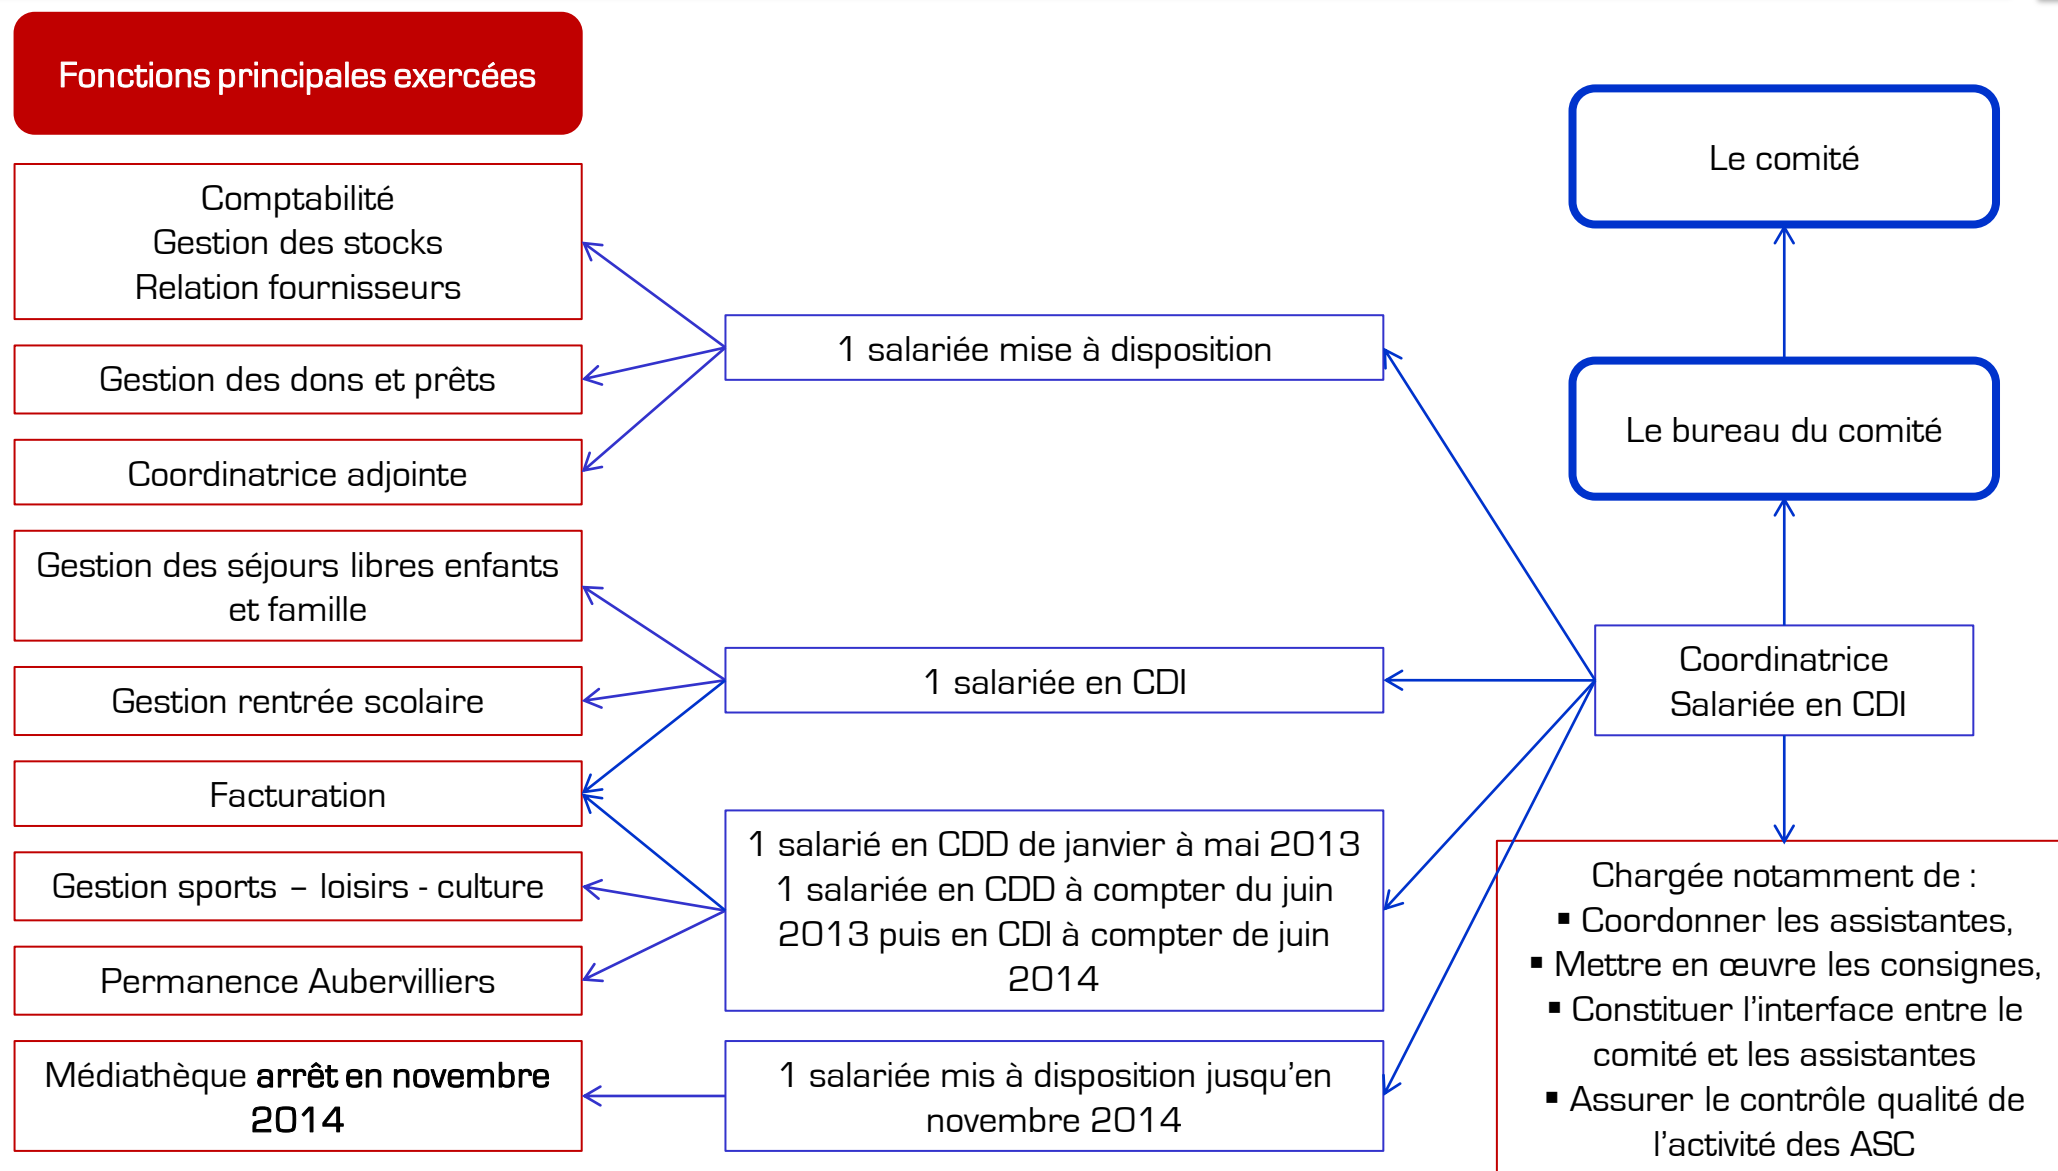 Fonctions principales exercées
Comptabilité
Gestion des stocks
Relation fournisseurs
Gestion des dons et prêts
Coordinatrice adjointe
Gestion des séjours libres enfants
et famille
Gestion rentrée scolaire
Facturation
Gestion sports – loisirs - culture
Permanence Aubervilliers
Médiathèque arrêt en novembre
2014
1 salariée mise à disposition
1 salariée en CDI
1 salarié en CDD de janvier à mai 2013
1 salariée en CDD à compter du juin
2013 puis en CDI à compter de juin
2014
1 salariée mis à disposition jusqu'en
novembre 2014
Le comité
Le bureau du comité
Coordinatrice
Salariée en CDI
Chargée notamment de :
▪ Coordonner les assistantes,
▪ Mettre en œuvre les consignes,
▪ Constituer l'interface entre le
comité et les assistantes
▪ Assurer le contrôle qualité de
l'activité des ASC